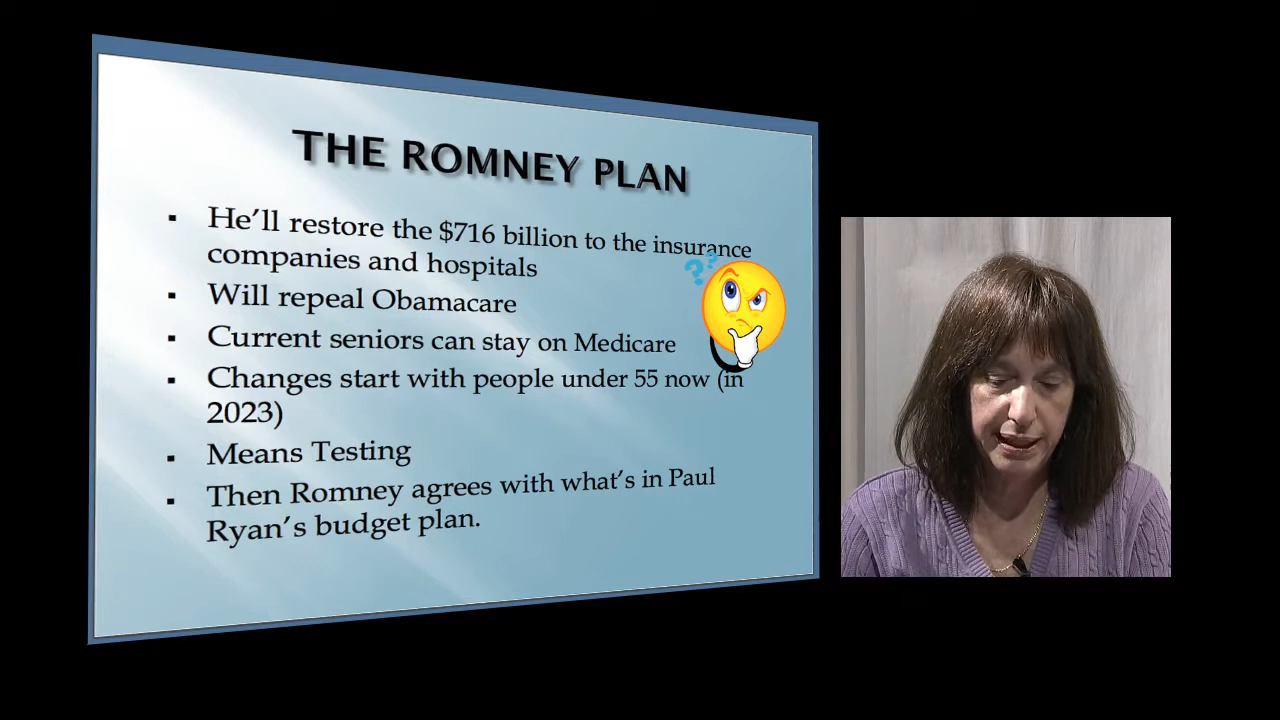 THE ROMNEY PLAN
▪ He’ll restore the $716 billion to the insurance
companies and hospitals
▪ Will repeal Obamacare
▪ Current seniors can stay on Medicare
▪ Changes start with people under 55 now (in
2023)
▪ Means Testing
▪ Then Romney agrees with what’s in Paul
Ryan’s budget plan.
??